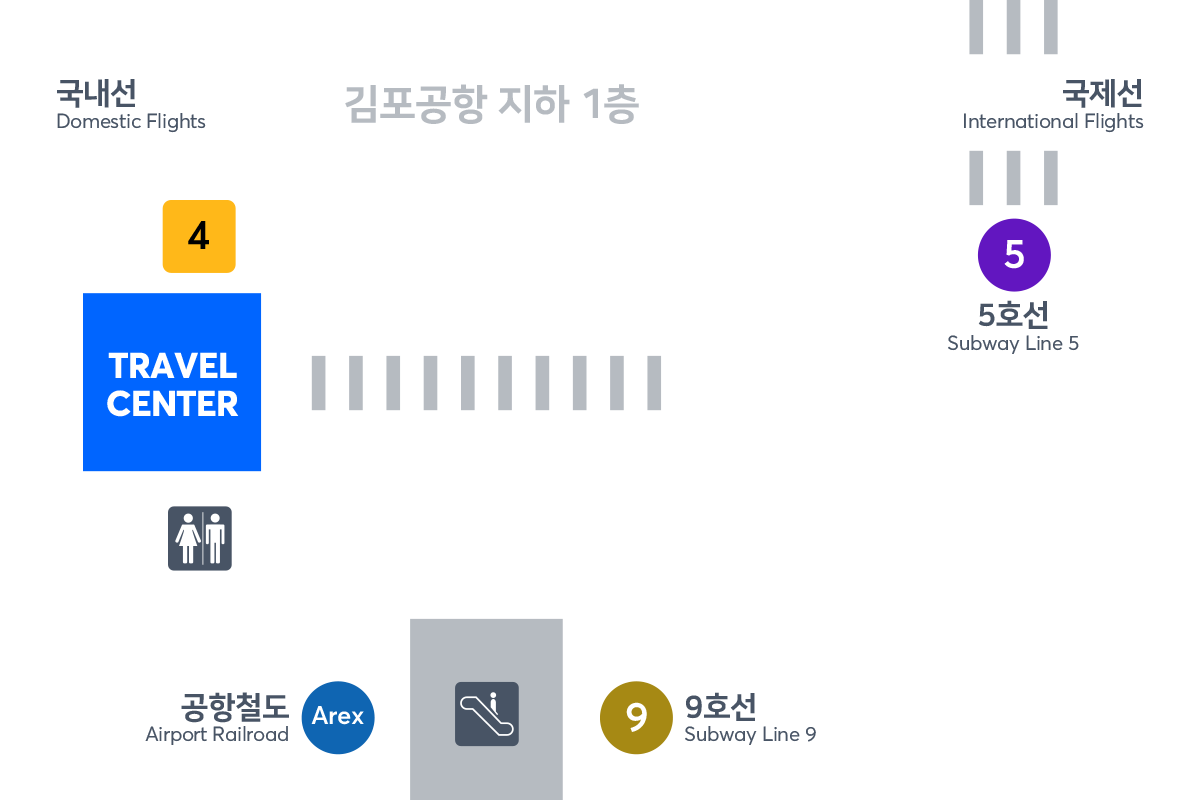 국내선
Domestic Flights
김포공항 지하 1층
국제선
International Flights
4
5
5호선
Subway Line 5
TRAVEL
CENTER
공항철도
Airport Railroad
Arex
9
9호선
Subway Line 9